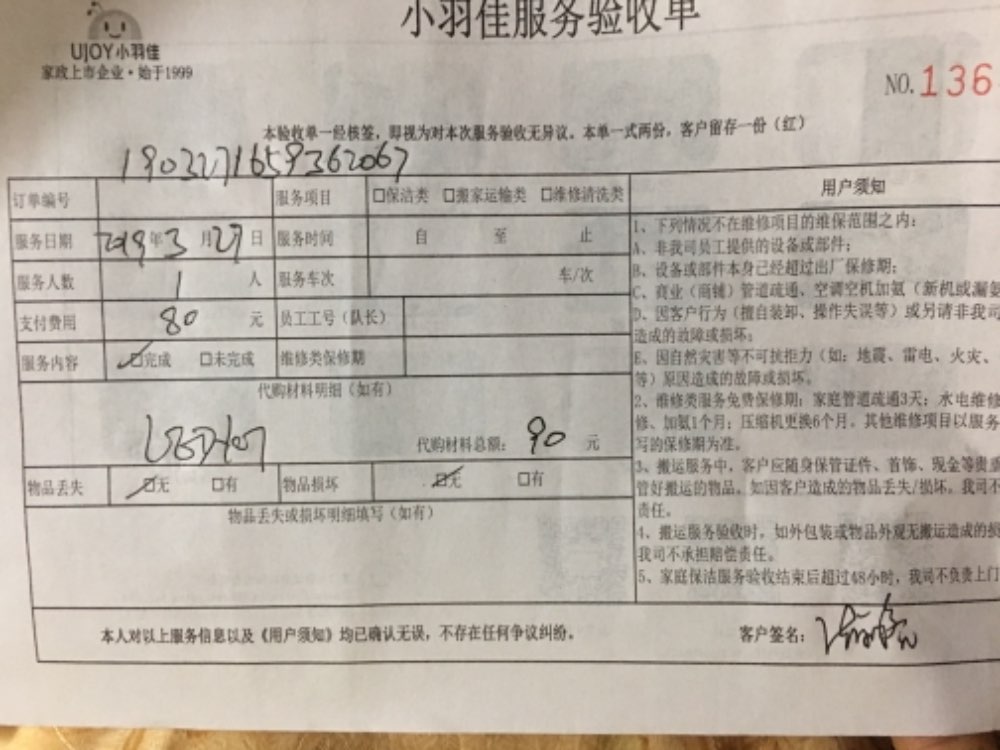 小羽佳服务验收单
UJOY小羽佳
家政上市企业·始于1999
NO.136
本验收单一经核签，即视为对本次服务验收无异议。本单一式两份，客户留存一份（红）
1903271659362067
订单编号 服务项目 □保洁类 □搬家运输类 □维修清洗类
服务日期 2019年3月27日 服务时间 自 至 止
服务人数 1 人 服务车次 车/次
支付费用 80 元 员工工号（队长）
服务内容 ☑完成 □未完成 维修类保修期
代购材料明细（如有）
代购材料总额： 90 元
物品丢失 ☑无 □有 物品损坏 ☑无 □有
物品丢失或损坏明细填写（如有）
用户须知
1、下列情况不在维修项目的维保范围之内：
A、非我司员工提供的设备或部件；
B、设备或部件本身已经超过出厂保修期；
C、商业（商铺）管道疏通、空调空机加氨（新机或漏氨
D、因客户行为（擅自装卸、操作失误等）或另请非我司
造成的故障或损坏；
E、因自然灾害等不可抗拒力（如：地震、雷电、火灾、
等）原因造成的故障或损坏。
2、维修类服务免费保修期：家庭管道疏通3天；水电维修
修、加氨1个月；压缩机更换6个月。其他维修项目以服务
写的保修期为准。
3、搬运服务中，客户应随身保管证件、首饰、现金等贵重
管好搬运的物品。如因客户造成的物品丢失/损坏，我司不
责任。
4、搬运服务验收时，如外包装或物品外观无搬运造成的损
我司不承担赔偿责任。
5、家庭保洁服务验收结束后超过48小时，我司不负责上门
本人对以上服务信息以及《用户须知》均已确认无误，不存在任何争议纠纷。
客户签名：